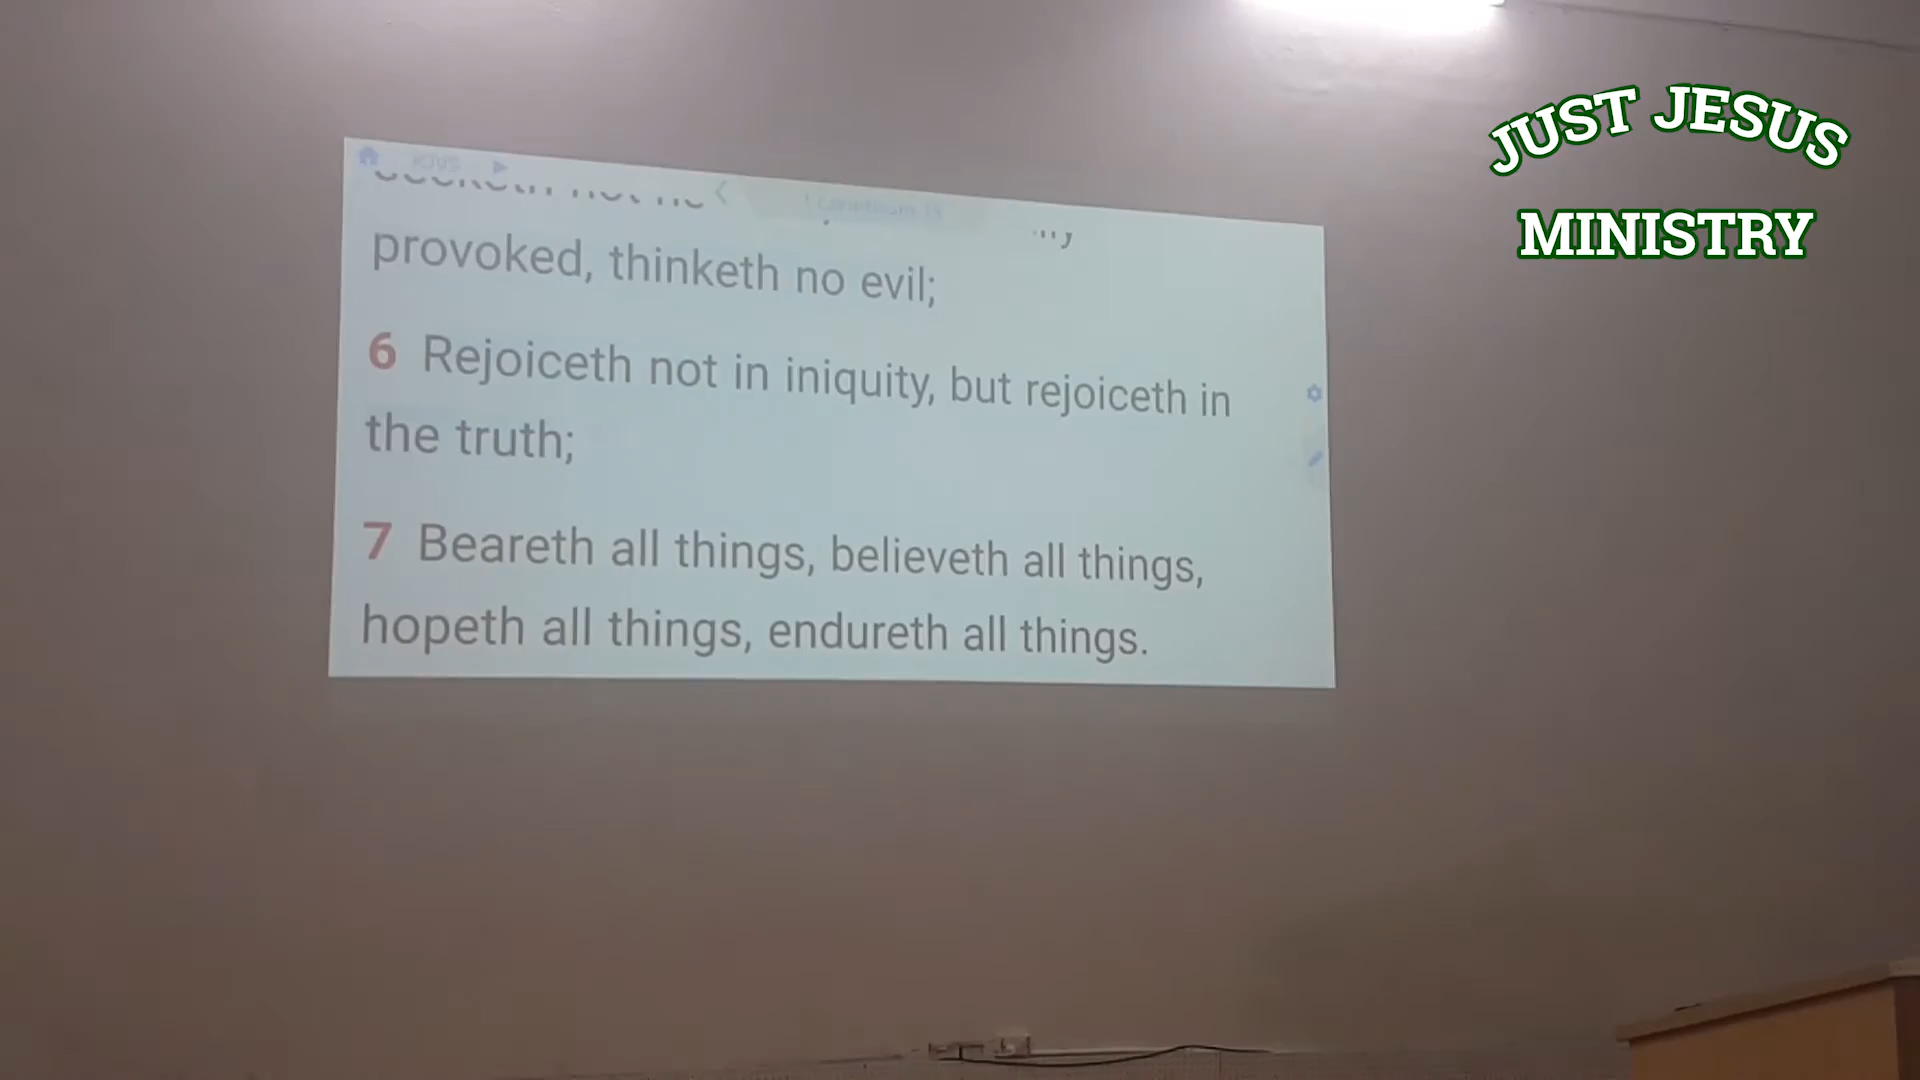 JUST JESUS
MINISTRY
provoked, thinketh no evil;
6 Rejoiceth not in iniquity, but rejoiceth in
the truth;
7 Beareth all things, believeth all things,
hopeth all things, endureth all things.